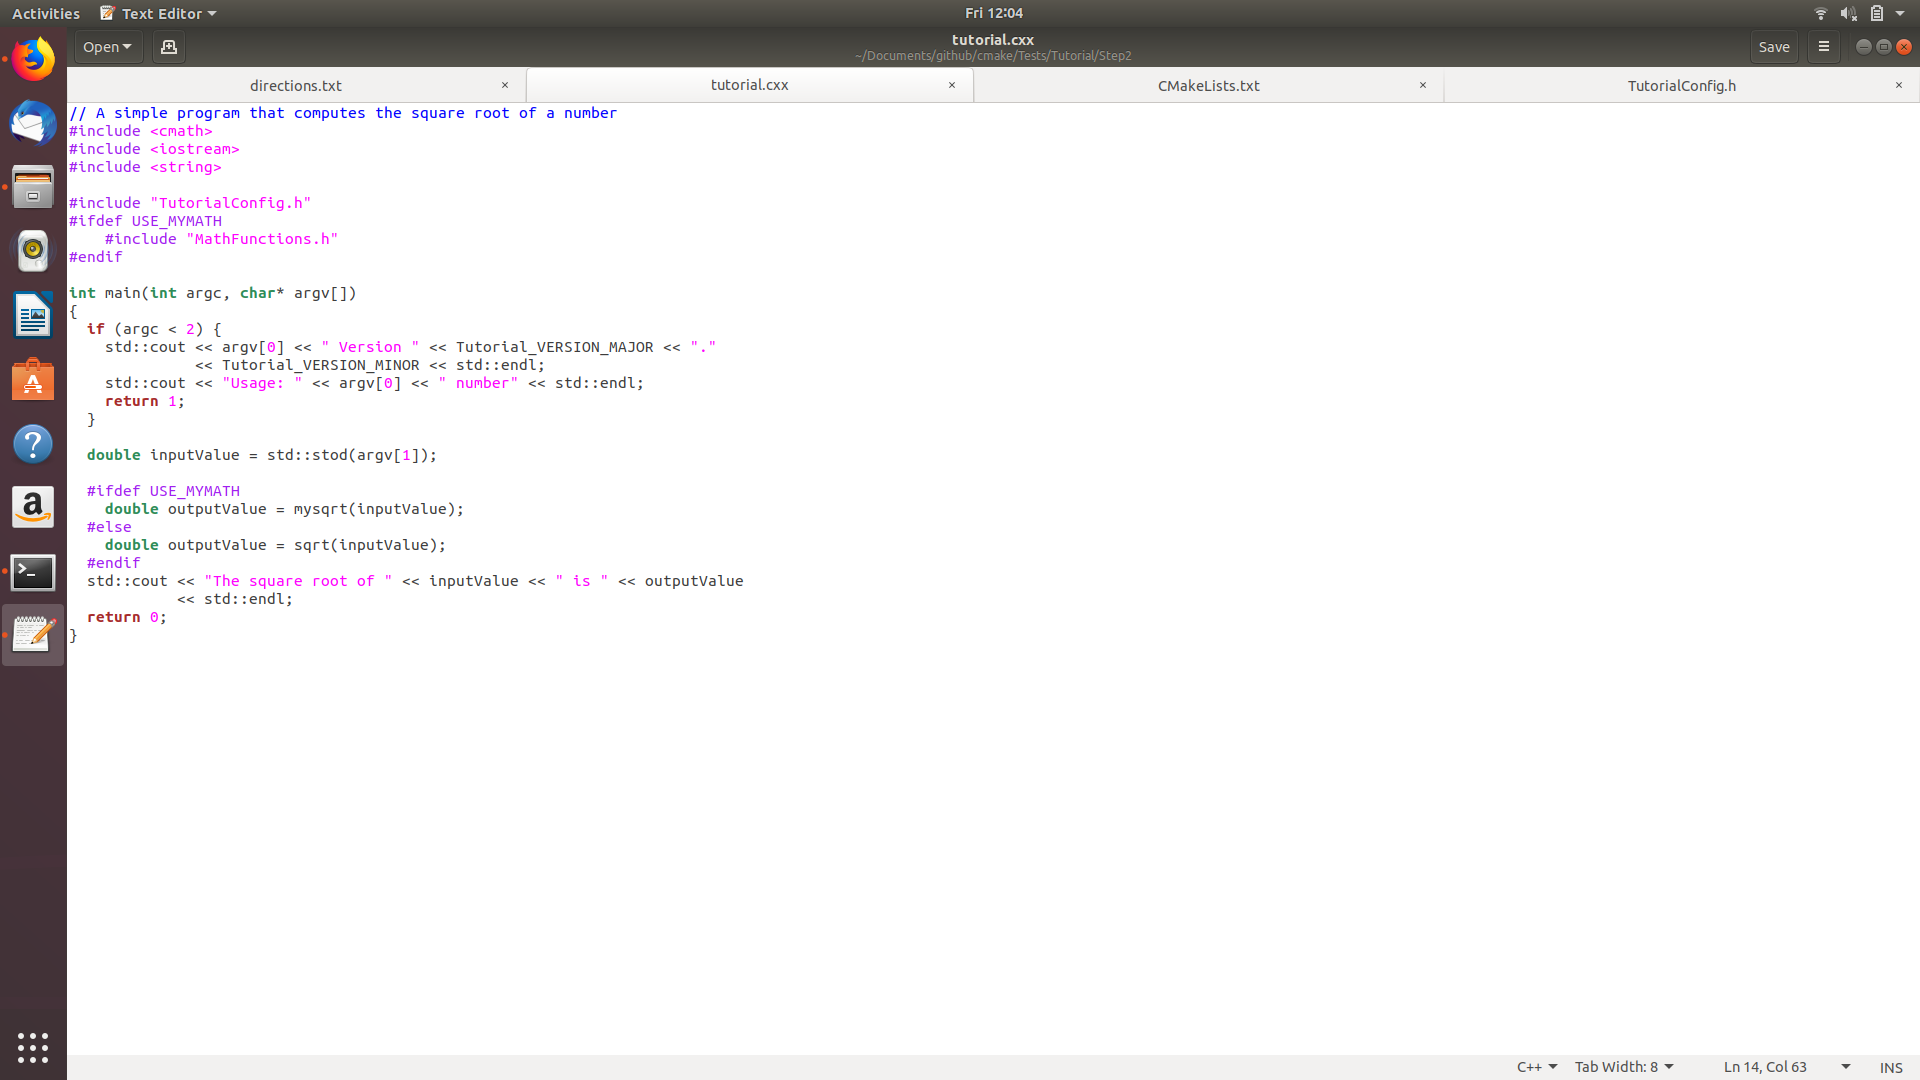 Activities Text Editor Fri 12:04
Open tutorial.cxx Save
~/Documents/github/cmake/Tests/Tutorial/Step2
directions.txt × tutorial.cxx × CMakeLists.txt × TutorialConfig.h ×
// A simple program that computes the square root of a number
#include <cmath>
#include <iostream>
#include <string>

#include "TutorialConfig.h"
#ifdef USE_MYMATH
    #include "MathFunctions.h"
#endif

int main(int argc, char* argv[])
{
  if (argc < 2) {
    std::cout << argv[0] << " Version " << Tutorial_VERSION_MAJOR << "."
              << Tutorial_VERSION_MINOR << std::endl;
    std::cout << "Usage: " << argv[0] << " number" << std::endl;
    return 1;
  }

  double inputValue = std::stod(argv[1]);

  #ifdef USE_MYMATH
    double outputValue = mysqrt(inputValue);
  #else
    double outputValue = sqrt(inputValue);
  #endif
  std::cout << "The square root of " << inputValue << " is " << outputValue
            << std::endl;
  return 0;
}
C++ Tab Width: 8 Ln 14, Col 63 INS